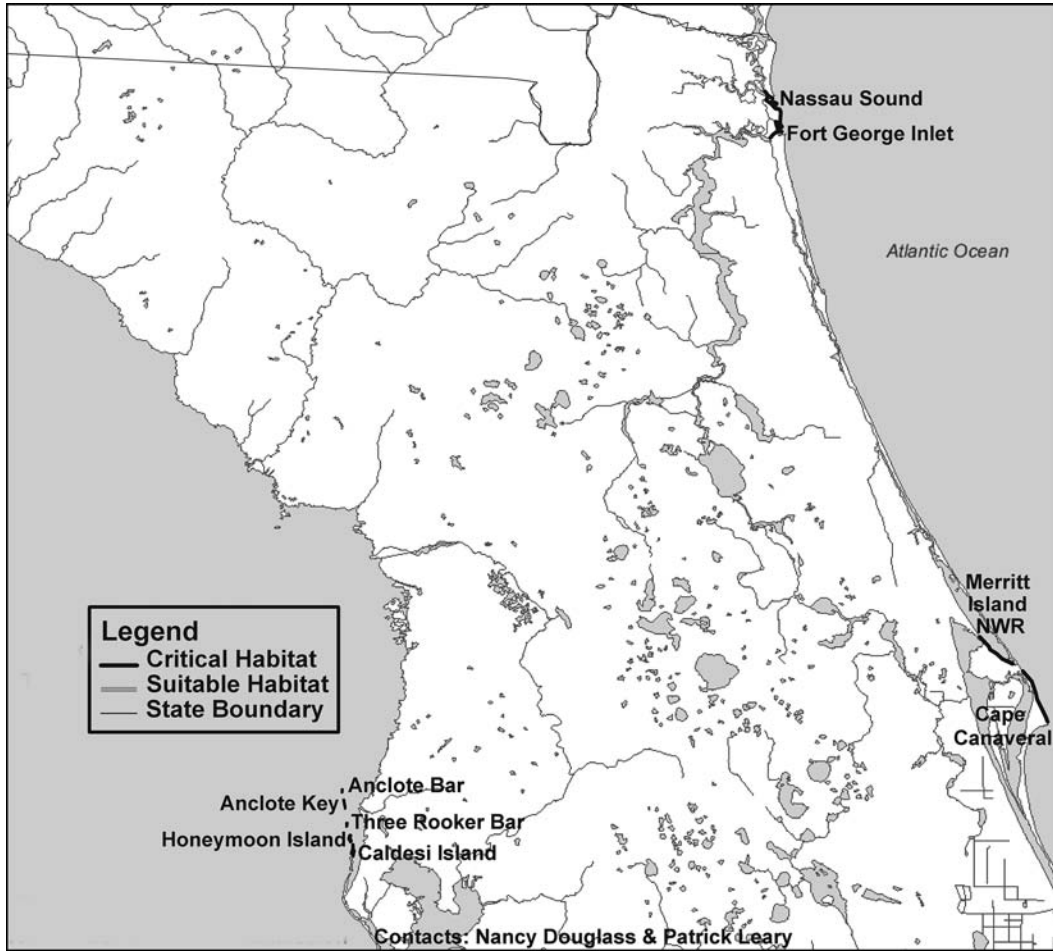 Nassau Sound
Fort George Inlet
Atlantic Ocean
Merritt
Island
NWR
Legend
Critical Habitat
Suitable Habitat
State Boundary
Cape
Canaveral
Anclote Bar
Anclote Key
Three Rooker Bar
Honeymoon Island
Caldesi Island
Contacts: Nancy Douglass & Patrick Leary